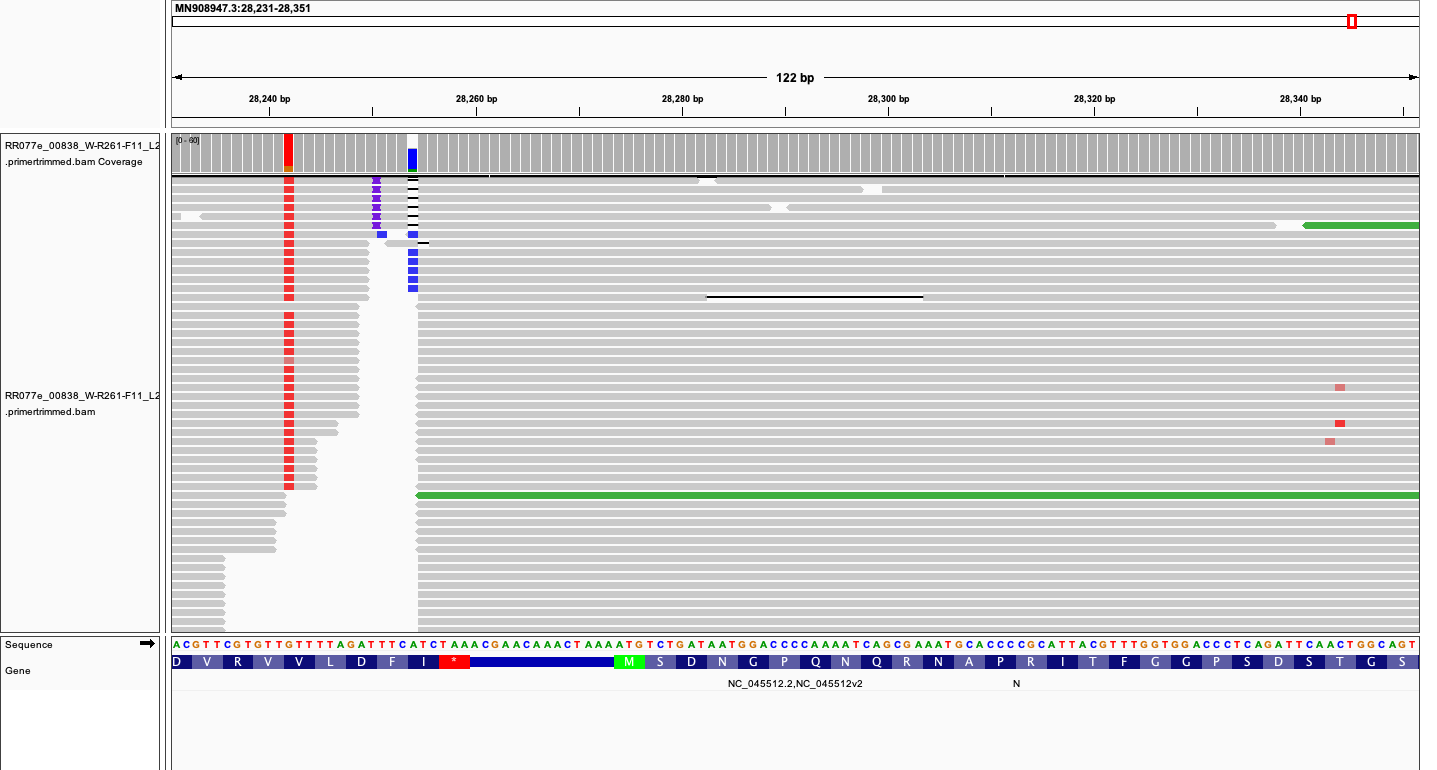 MN908947.3:28,231-28,351
122 bp
28,240 bp 28,260 bp 28,280 bp 28,300 bp 28,320 bp 28,340 bp
RR077e_00838_W-R261-F11_L2
.primertrimmed.bam Coverage
[0 - 60]
RR077e_00838_W-R261-F11_L2
.primertrimmed.bam
Sequence
ACGTTCGTGTTGTTTTAGATTTCATCTAAACGAACAAACTAAAATGTCTGATAATGGACCCCAAAATCAGCGAAATGCACCCCGCATTACGTTTGGTGGACCCTCAGATTCAACTGGCAGT
Gene
D V R V V L D F I * M S D N G P Q N Q R N A P R I T F G G P S D S T G S
NC_045512.2,NC_045512v2 N